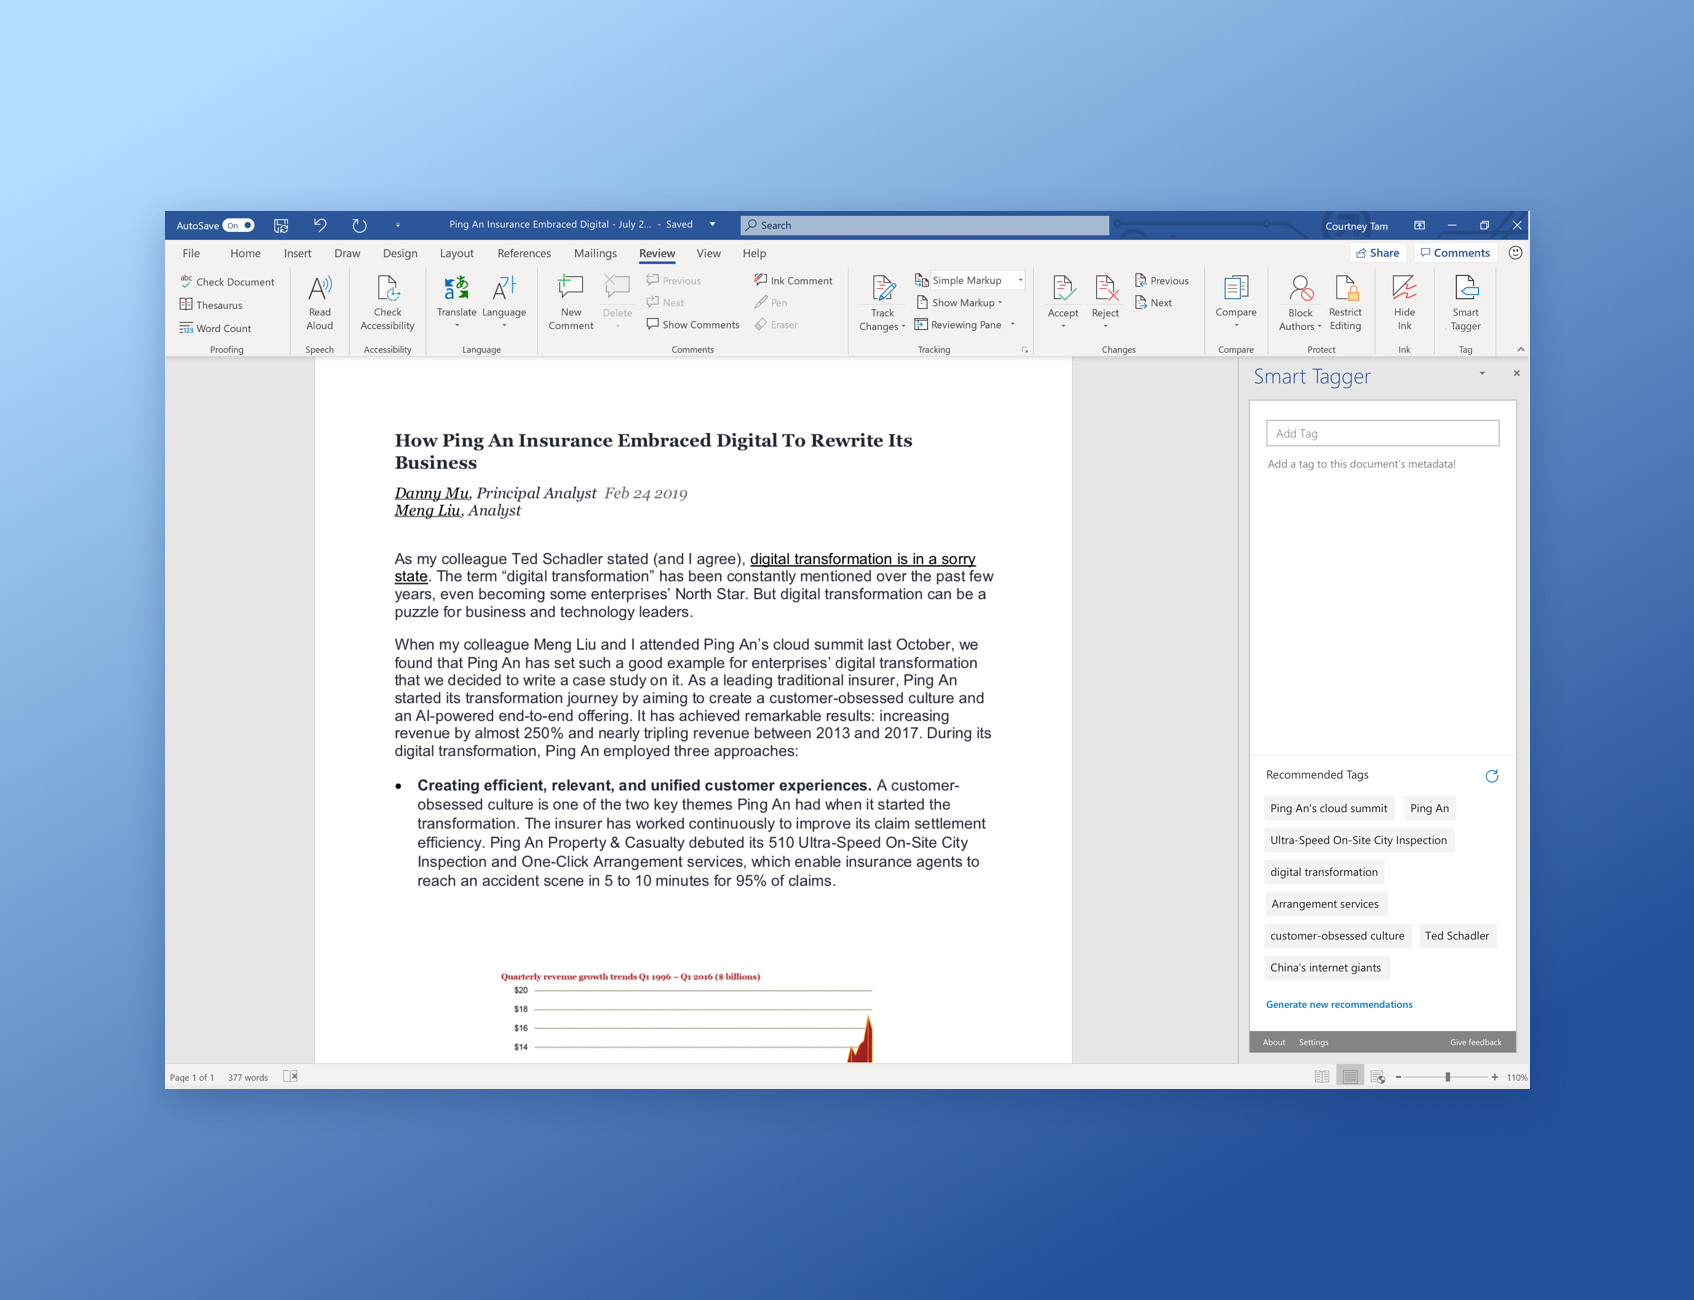 AutoSave On
Ping An Insurance Embraced Digital - July 2... - Saved
Search
Courtney Tam
File Home Insert Draw Design Layout References Mailings Review View Help
Share Comments
abc Check Document
Thesaurus
123 Word Count
Proofing
Read Aloud
Speech
Check Accessibility
Accessibility
Translate
Language
Language
New Comment
Delete
Previous
Next
Show Comments
Ink Comment
Pen
Eraser
Comments
Track Changes
Simple Markup
Show Markup
Reviewing Pane
Tracking
Accept
Reject
Previous
Next
Changes
Compare
Compare
Block Authors
Restrict Editing
Protect
Hide Ink
Ink
Smart Tagger
Tag
How Ping An Insurance Embraced Digital To Rewrite Its
Business
Danny Mu, Principal Analyst Feb 24 2019
Meng Liu, Analyst
As my colleague Ted Schadler stated (and I agree), digital transformation is in a sorry
state. The term “digital transformation” has been constantly mentioned over the past few
years, even becoming some enterprises’ North Star. But digital transformation can be a
puzzle for business and technology leaders.
When my colleague Meng Liu and I attended Ping An’s cloud summit last October, we
found that Ping An has set such a good example for enterprises’ digital transformation
that we decided to write a case study on it. As a leading traditional insurer, Ping An
started its transformation journey by aiming to create a customer-obsessed culture and
an AI-powered end-to-end offering. It has achieved remarkable results: increasing
revenue by almost 250% and nearly tripling revenue between 2013 and 2017. During its
digital transformation, Ping An employed three approaches:
• Creating efficient, relevant, and unified customer experiences. A customer-
obsessed culture is one of the two key themes Ping An had when it started the
transformation. The insurer has worked continuously to improve its claim settlement
efficiency. Ping An Property & Casualty debuted its 510 Ultra-Speed On-Site City
Inspection and One-Click Arrangement services, which enable insurance agents to
reach an accident scene in 5 to 10 minutes for 95% of claims.
Quarterly revenue growth trends Q1 1996 – Q1 2016 ($ billions)
$20
$18
$16
$14
Smart Tagger
Add Tag
Add a tag to this document's metadata!
Recommended Tags
Ping An's cloud summit Ping An
Ultra-Speed On-Site City Inspection
digital transformation
Arrangement services
customer-obsessed culture Ted Schadler
China's internet giants
Generate new recommendations
About Settings Give feedback
Page 1 of 1 377 words
110%